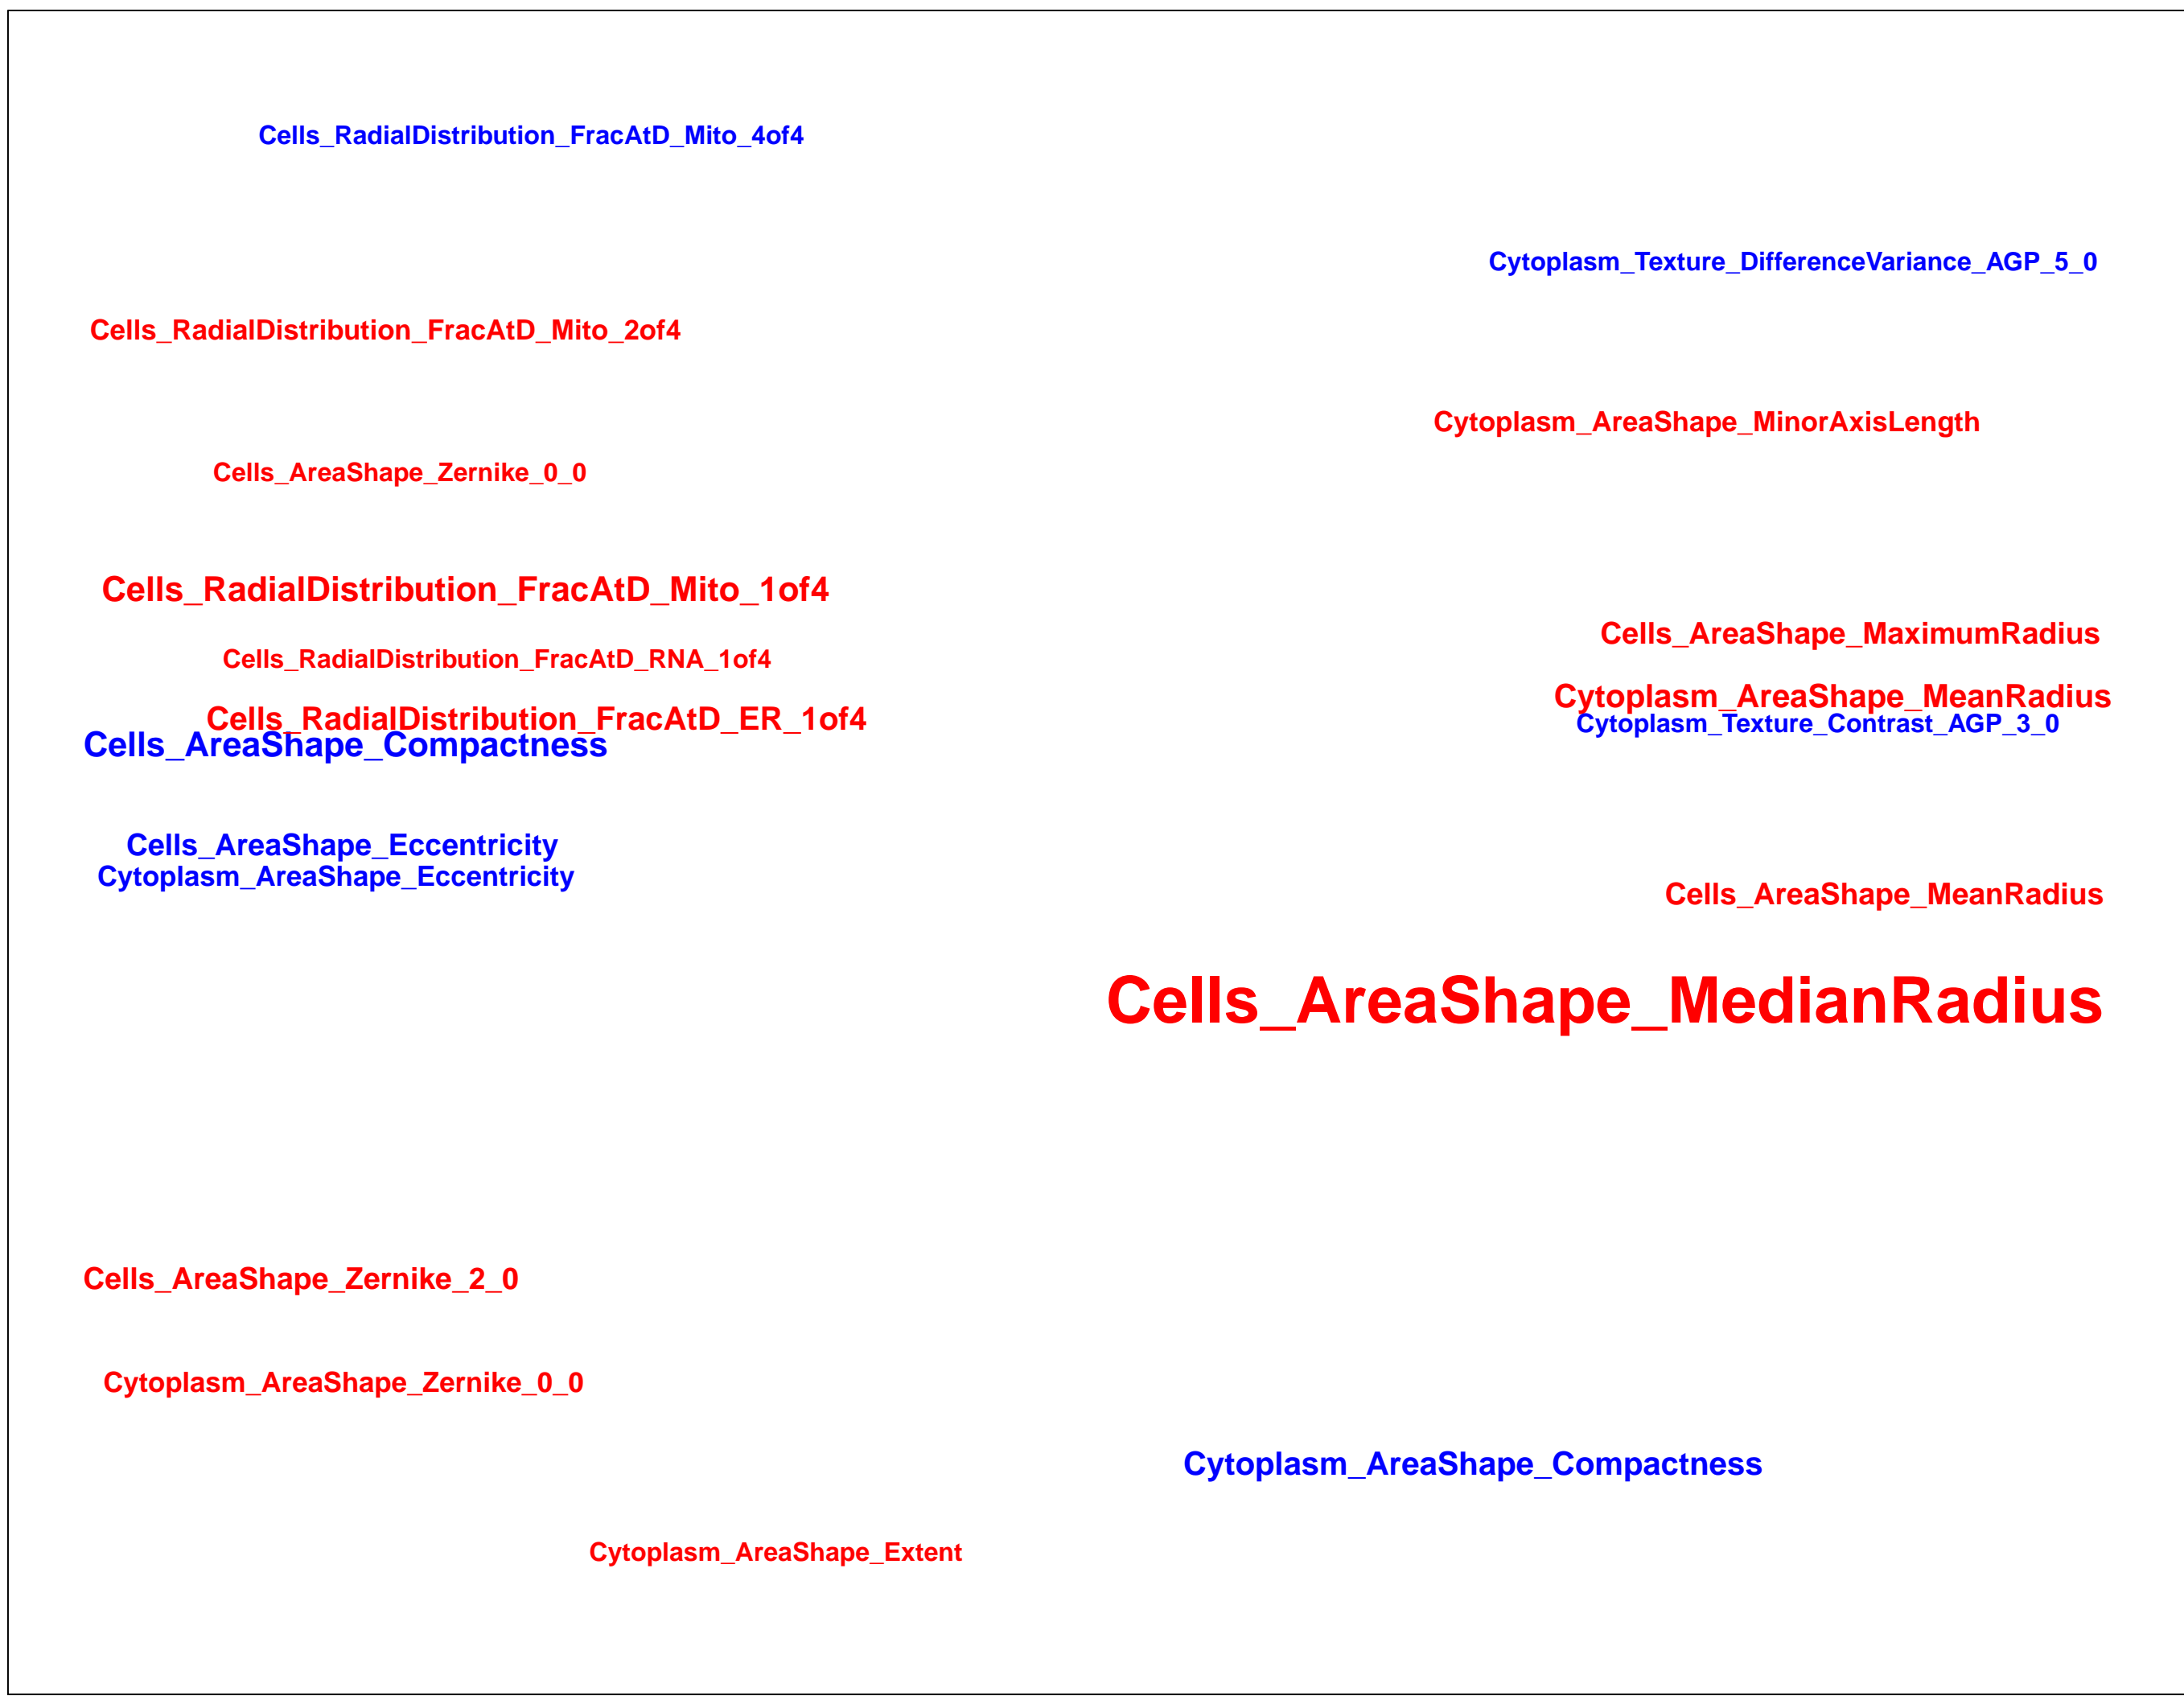 Cells_RadialDistribution_FracAtD_Mito_4of4
Cytoplasm_Texture_DifferenceVariance_AGP_5_0
Cells_RadialDistribution_FracAtD_Mito_2of4
Cytoplasm_AreaShape_MinorAxisLength
Cells_AreaShape_Zernike_0_0
Cells_RadialDistribution_FracAtD_Mito_1of4
Cells_AreaShape_MaximumRadius
Cells_RadialDistribution_FracAtD_RNA_1of4
Cytoplasm_AreaShape_MeanRadius
Cells_RadialDistribution_FracAtD_ER_1of4
Cytoplasm_Texture_Contrast_AGP_3_0
Cells_AreaShape_Compactness
Cells_AreaShape_Eccentricity
Cytoplasm_AreaShape_Eccentricity
Cells_AreaShape_MeanRadius
Cells_AreaShape_MedianRadius
Cells_AreaShape_Zernike_2_0
Cytoplasm_AreaShape_Zernike_0_0
Cytoplasm_AreaShape_Compactness
Cytoplasm_AreaShape_Extent